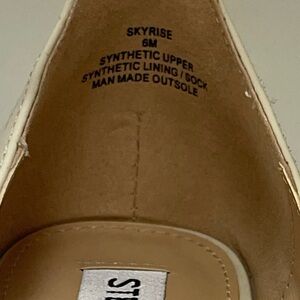 SKYRISE
6M
SYNTHETIC UPPER
SYNTHETIC LINING / SOCK
MAN MADE OUTSOLE